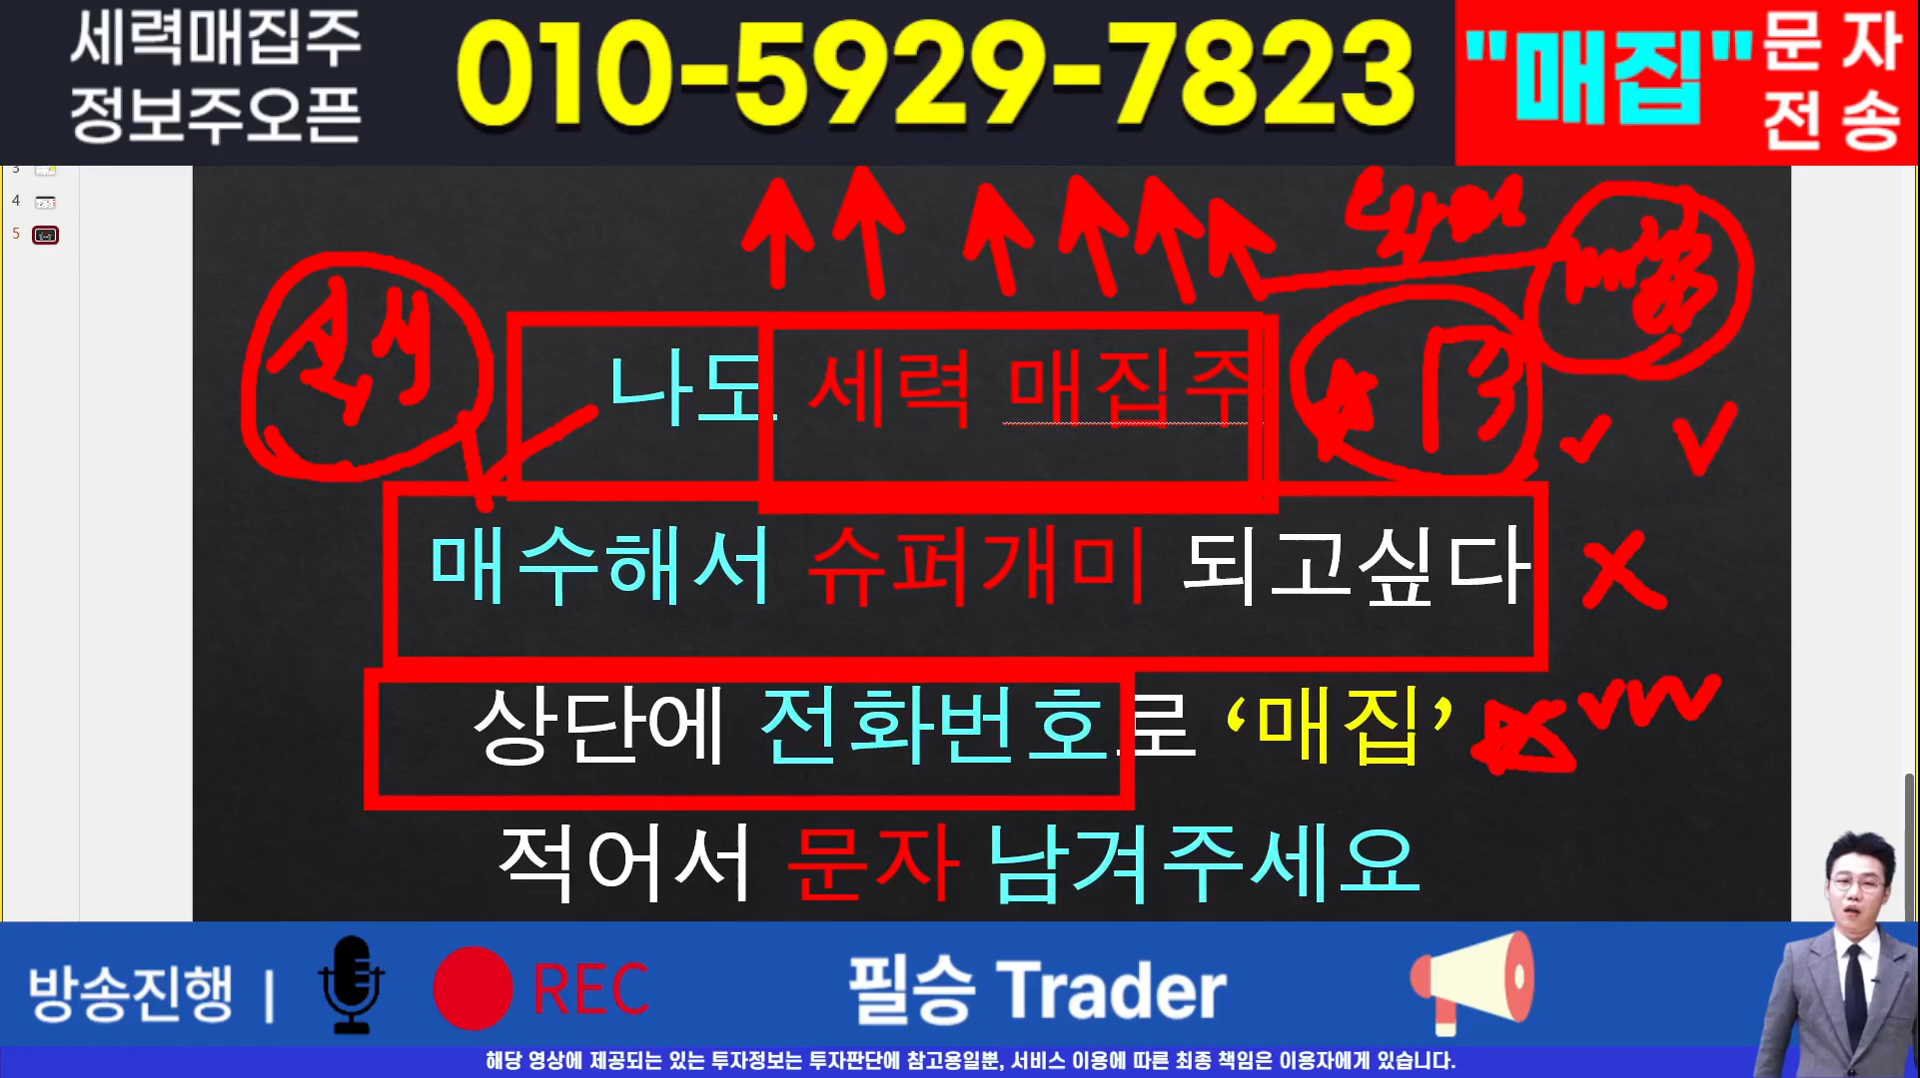 세력매집주
정보주오픈
010-5929-7823
"매집"
문자
전송
3
4
5
나도 세력 매집주
매수해서 슈퍼개미 되고싶다
상단에 전화번호로 ‘매집’
적어서 문자 남겨주세요
방송진행 |
REC
필승 Trader
해당 영상에 제공되는 있는 투자정보는 투자판단에 참고용일뿐, 서비스 이용에 따른 최종 책임은 이용자에게 있습니다.